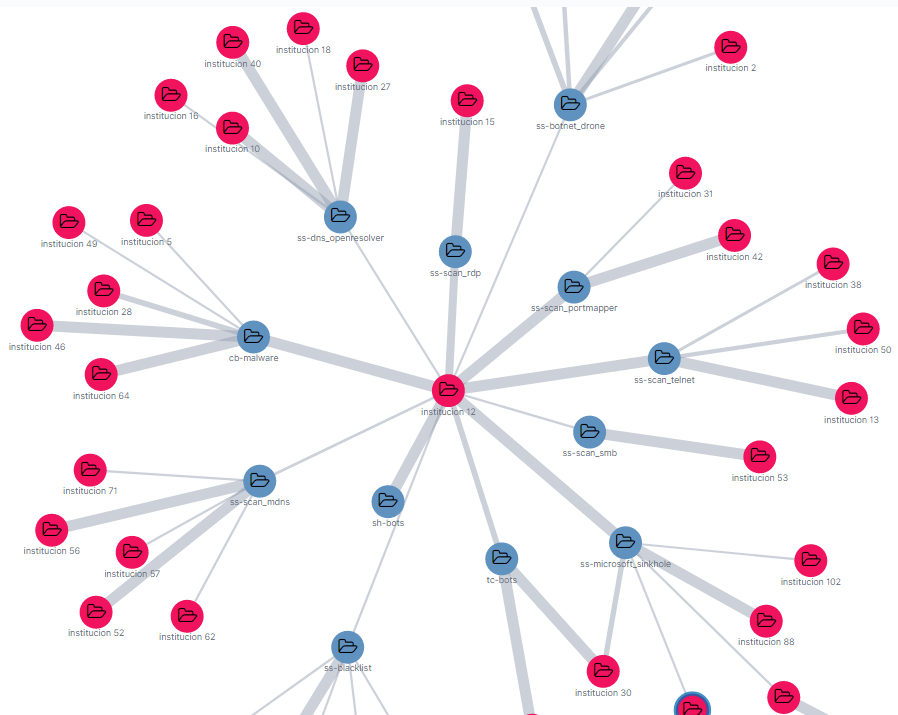 institucion 18
institucion 40
institucion 2
institucion 27
institucion 16
institucion 15
ss-botnet_drone
institucion 10
institucion 31
ss-dns_openresolver
institucion 49
institucion 5
institucion 42
ss-scan_rdp
institucion 38
ss-scan_portmapper
institucion 28
institucion 46
institucion 50
cb-malware
ss-scan_telnet
institucion 64
institucion 12
institucion 13
ss-scan_smb
institucion 53
institucion 71
ss-scan_mdns
sh-bots
institucion 56
ss-microsoft_sinkhole
institucion 57
tc-bots
institucion 102
institucion 52
institucion 62
institucion 88
ss-blacklist
institucion 30